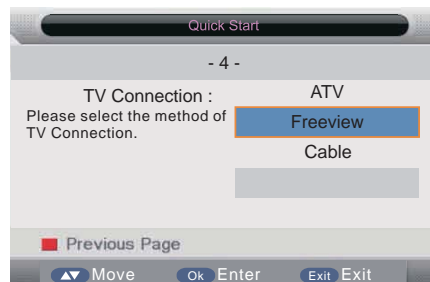 Quick Start
- 4 -
TV Connection :
Please select the method of
TV Connection.
ATV
Freeview
Cable
Previous Page
Move Ok Enter Exit Exit